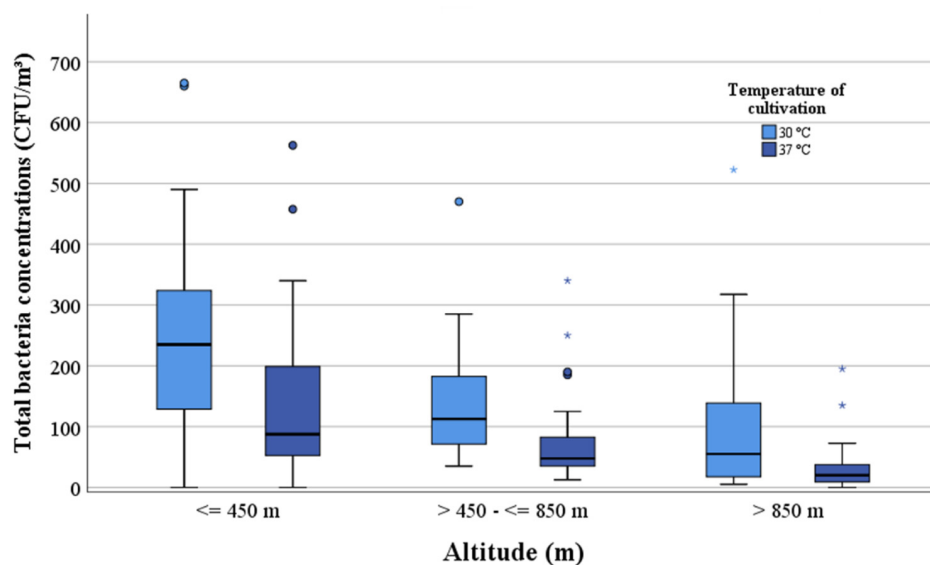 Total bacteria concentrations (CFU/m³)
700
600
500
400
300
200
100
0
Temperature of
cultivation
30 °C
37 °C
<= 450 m
> 450 - <= 850 m
> 850 m
Altitude (m)